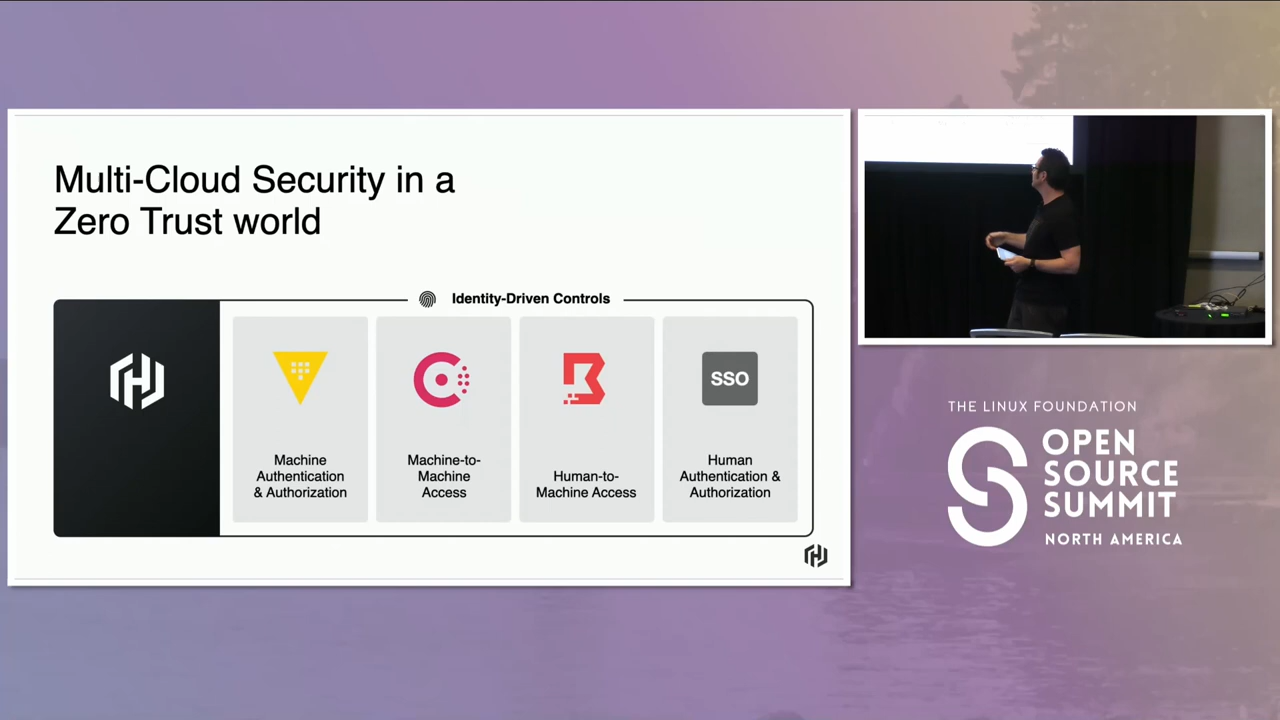 Multi-Cloud Security in a
Zero Trust world
Identity-Driven Controls
SSO
Machine
Authentication
& Authorization
Machine-to-
Machine
Access
Human-to-
Machine Access
Human
Authentication &
Authorization
THE LINUX FOUNDATION
OPEN
SOURCE
SUMMIT
NORTH AMERICA